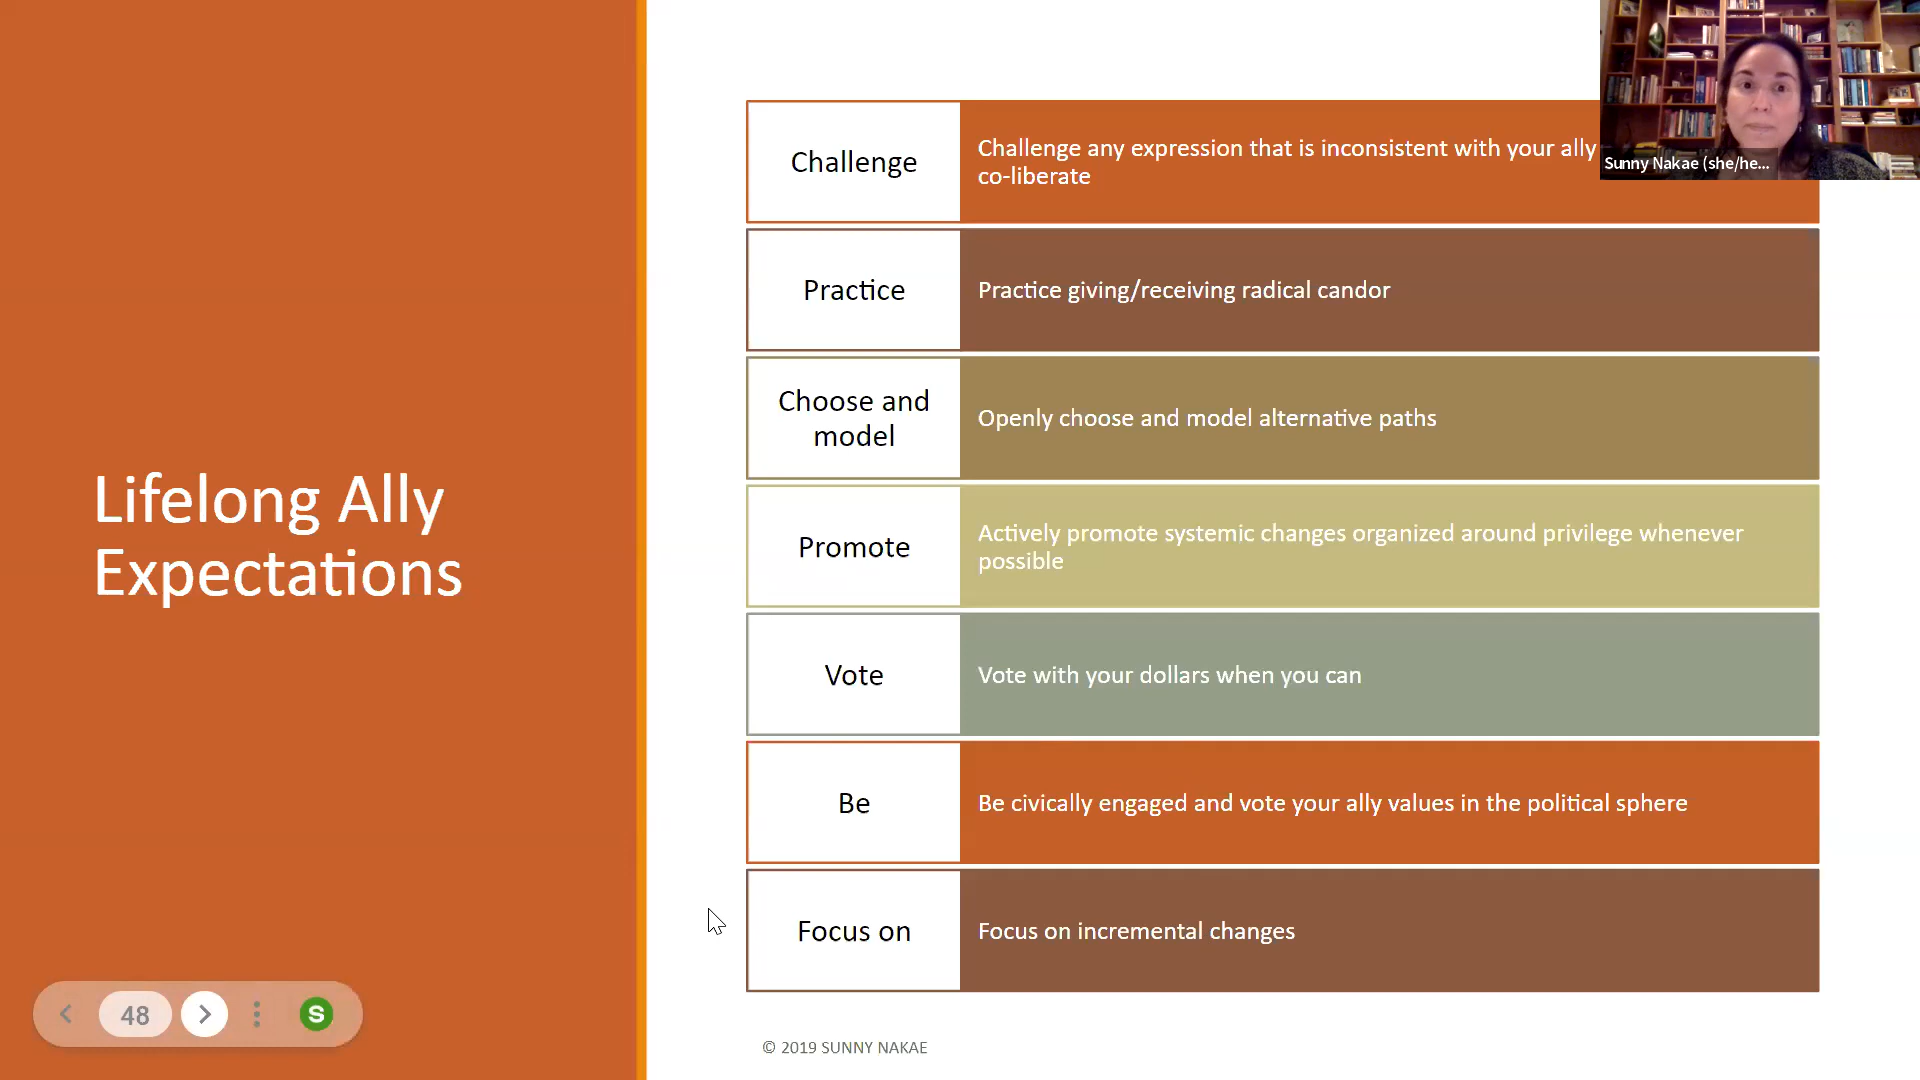 Lifelong Ally
Expectations
Challenge
Challenge any expression that is inconsistent with your ally
co-liberate
Practice
Practice giving/receiving radical candor
Choose and
model
Openly choose and model alternative paths
Promote
Actively promote systemic changes organized around privilege whenever
possible
Vote
Vote with your dollars when you can
Be
Be civically engaged and vote your ally values in the political sphere
Focus on
Focus on incremental changes
Sunny Nakae (she/he...
48
S
© 2019 SUNNY NAKAE